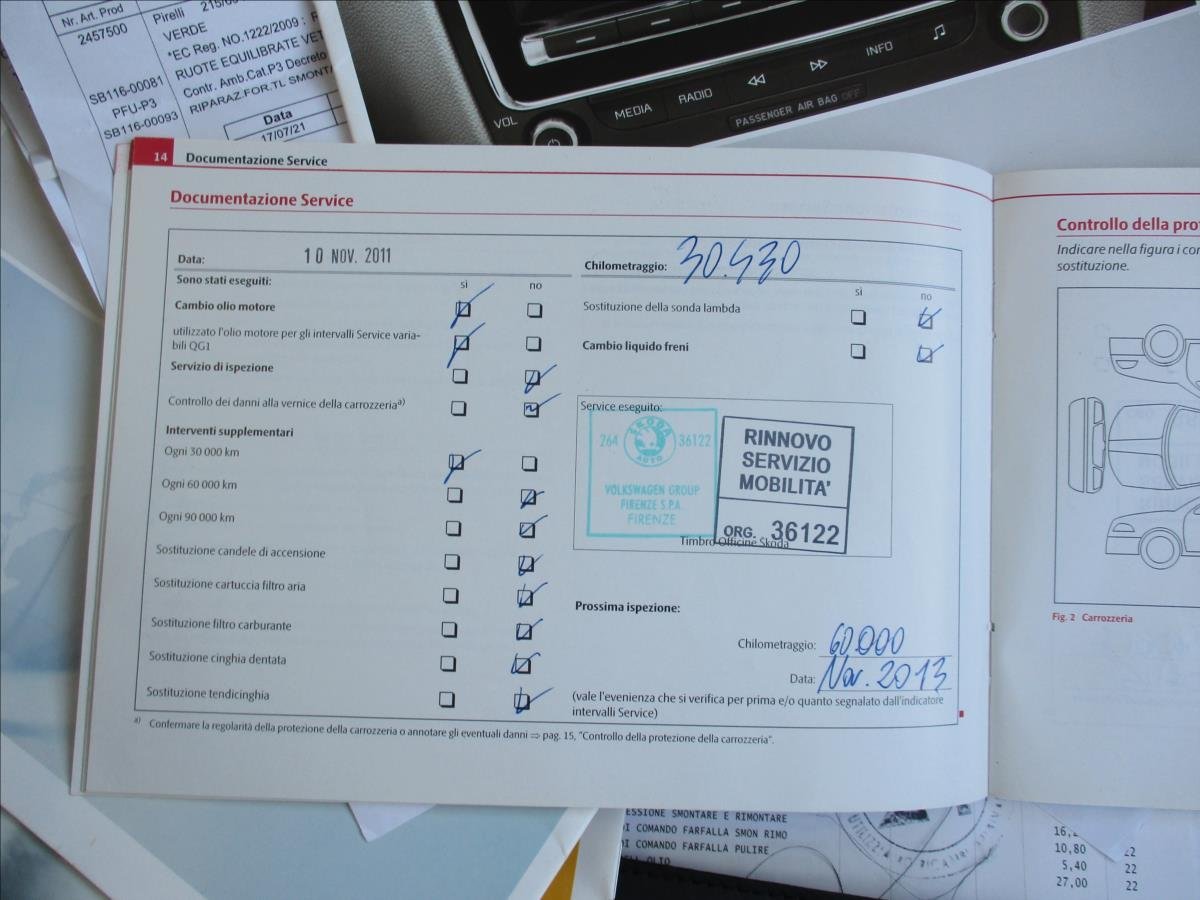 Nr. Art. Prod
2457500
SB116-00081
PFU-P3
SB116-00093
Pirelli
VERDE
*EC Reg. NO.1222/2009 :
RUOTE EQUILIBRATE
Contr. Amb.Cat.P3 Decreto
RIPARAZ.FOR.TL
Data
17/07/21
VOL
MEDIA
RADIO
INFO
PASSENGER AIR BAG OFF
14 Documentazione Service
Documentazione Service
Data: 10 NOV. 2011
Sono stati eseguiti:
sì no
Cambio olio motore
utilizzato l'olio motore per gli intervalli Service varia-
bili QG1
Servizio di ispezione
Controllo dei danni alla vernice della carrozzeria a)
Interventi supplementari
Ogni 30 000 km
Ogni 60 000 km
Ogni 90 000 km
Sostituzione candele di accensione
Sostituzione cartuccia filtro aria
Sostituzione filtro carburante
Sostituzione cinghia dentata
Sostituzione tendicinghia
Chilometraggio: 30.430
sì no
Sostituzione della sonda lambda
Cambio liquido freni
Service eseguito:
264 ŠKODA AUTO 36122
VOLKSWAGEN GROUP
FIRENZE S.P.A.
FIRENZE
RINNOVO
SERVIZIO
MOBILITA'
ORG. 36122
Timbro Officine Škoda
Prossima ispezione:
Chilometraggio: 60.000
Data: Nov. 2013
(vale l'evenienza che si verifica per prima e/o quanto segnalato dall'indicatore
intervalli Service)
a) Confermare la regolarità della protezione della carrozzeria o annotare gli eventuali danni ⇒ pag. 15, "Controllo della protezione della carrozzeria".
Controllo della
Indicare nella figura i
sostituzione.
Fig. 2 Carrozzeria
SMONTARE E RIMONTARE
DI COMANDO FARFALLA SMON RIMO
DI COMANDO FARFALLA PULIRE
OLIO
10,80 22
5,40 22
27,00 22